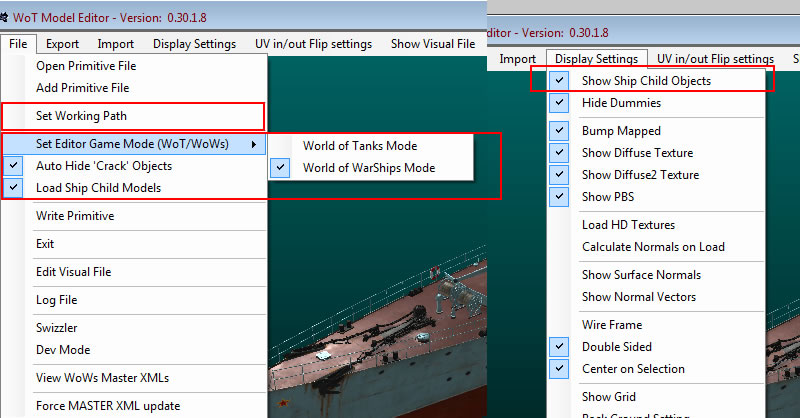 WoT Model Editor - Version: 0.30.1.8
File Export Import Display Settings UV in/out Flip settings Show Visual File
Open Primitive File
Add Primitive File
Set Working Path
Set Editor Game Mode (WoT/WoWs)
World of Tanks Mode
World of WarShips Mode
Auto Hide 'Crack' Objects
Load Ship Child Models
Write Primitive
Exit
Edit Visual File
Log File
Swizzler
Dev Mode
View WoWs Master XMLs
Force MASTER XML update
ditor - Version: 0.30.1.8
Import Display Settings UV in/out Flip settings S
Show Ship Child Objects
Hide Dummies
Bump Mapped
Show Diffuse Texture
Show Diffuse2 Texture
Show PBS
Load HD Textures
Calculate Normals on Load
Show Surface Normals
Show Normal Vectors
Wire Frame
Double Sided
Center on Selection
Show Grid
Back Ground Setting